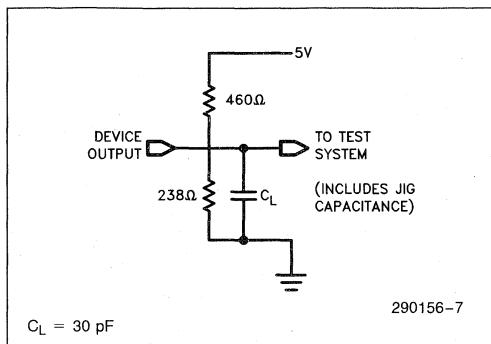 5V
460Ω
DEVICE
OUTPUT
TO TEST
SYSTEM
238Ω
C_L
(INCLUDES JIG
CAPACITANCE)
290156–7
C_L = 30 pF